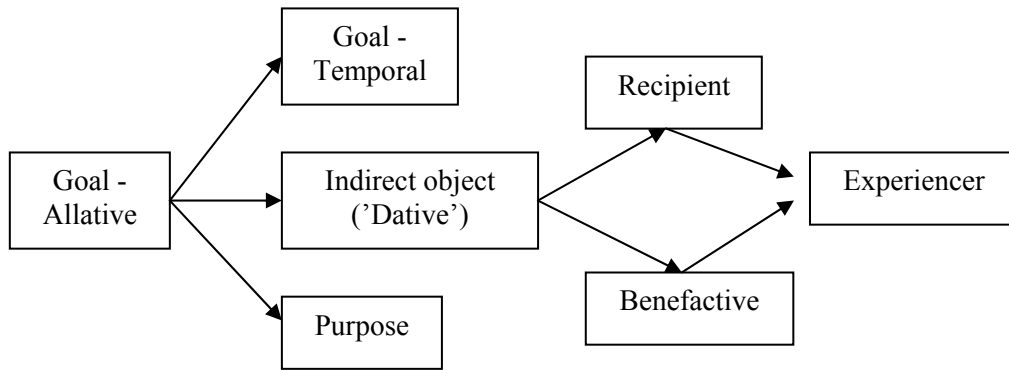 Goal -
Temporal
Recipient
Goal -
Allative
Indirect object
(’Dative’)
Experiencer
Benefactive
Purpose